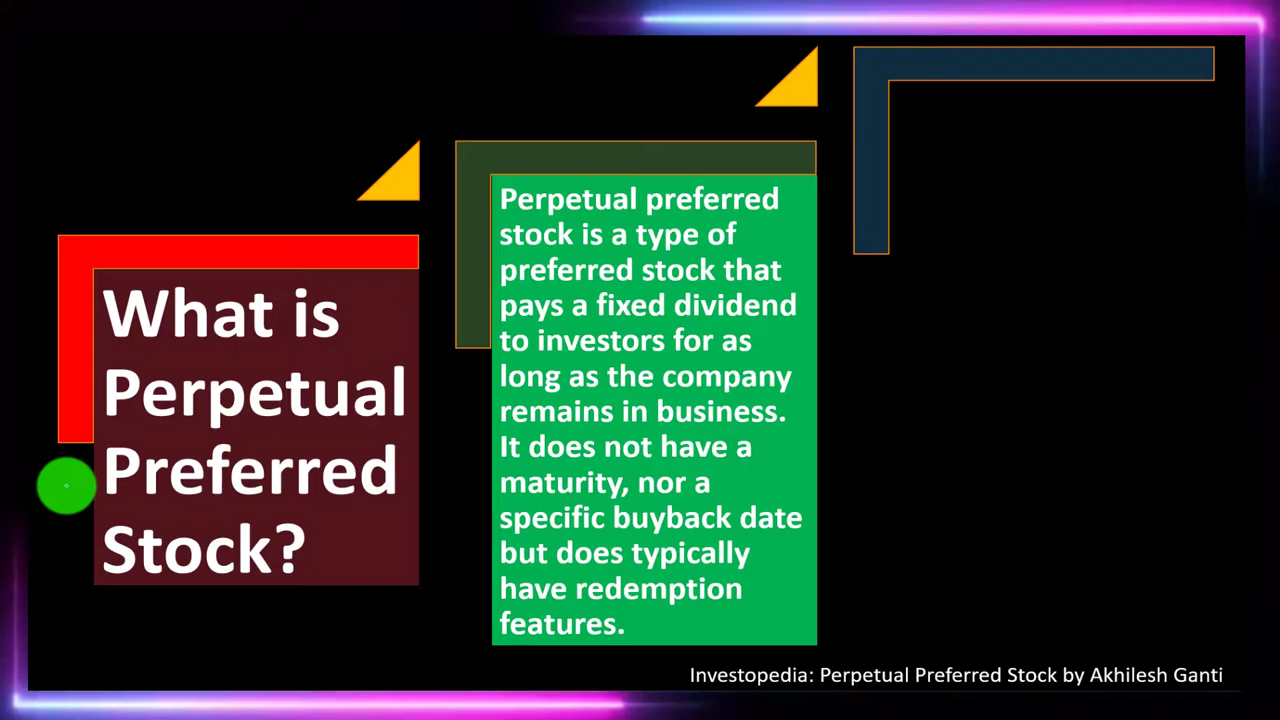 What is
Perpetual
Preferred
Stock?
Perpetual preferred
stock is a type of
preferred stock that
pays a fixed dividend
to investors for as
long as the company
remains in business.
It does not have a
maturity, nor a
specific buyback date
but does typically
have redemption
features.
Investopedia: Perpetual Preferred Stock by Akhilesh Ganti